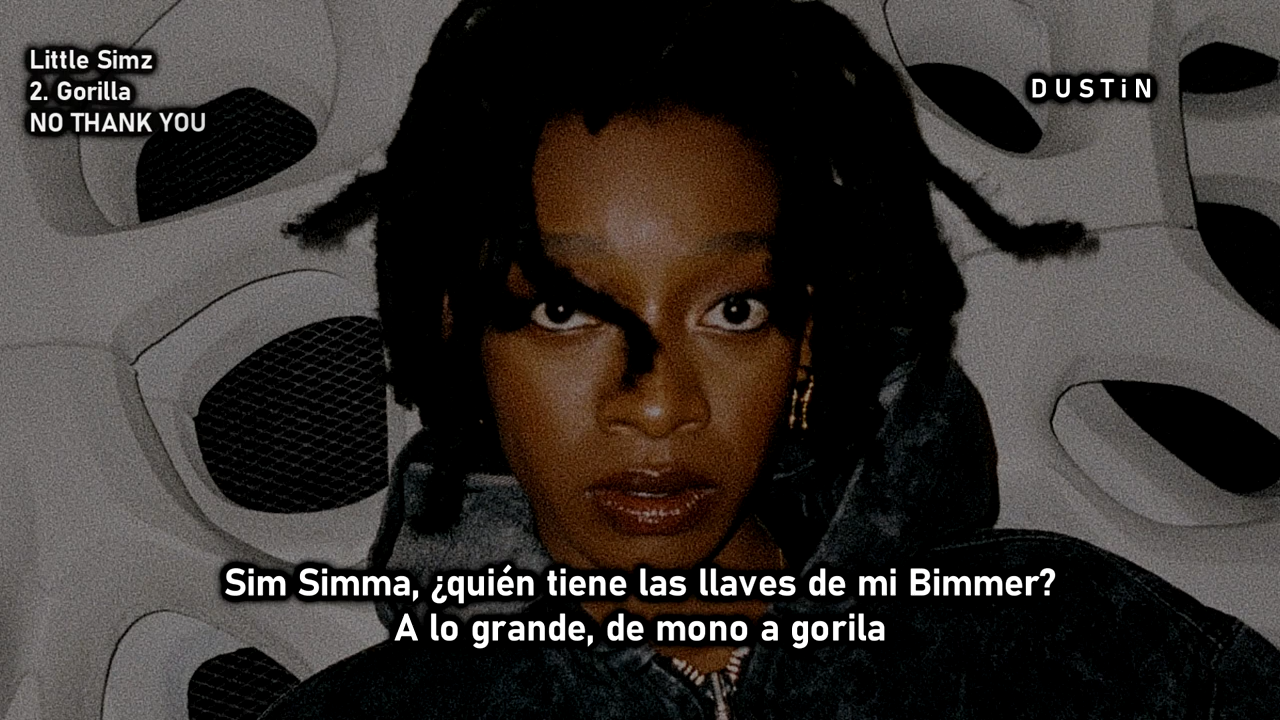 Little Simz
2. Gorilla
NO THANK YOU
DUSTiN
Sim Simma, ¿quién tiene las llaves de mi Bimmer?
A lo grande, de mono a gorila